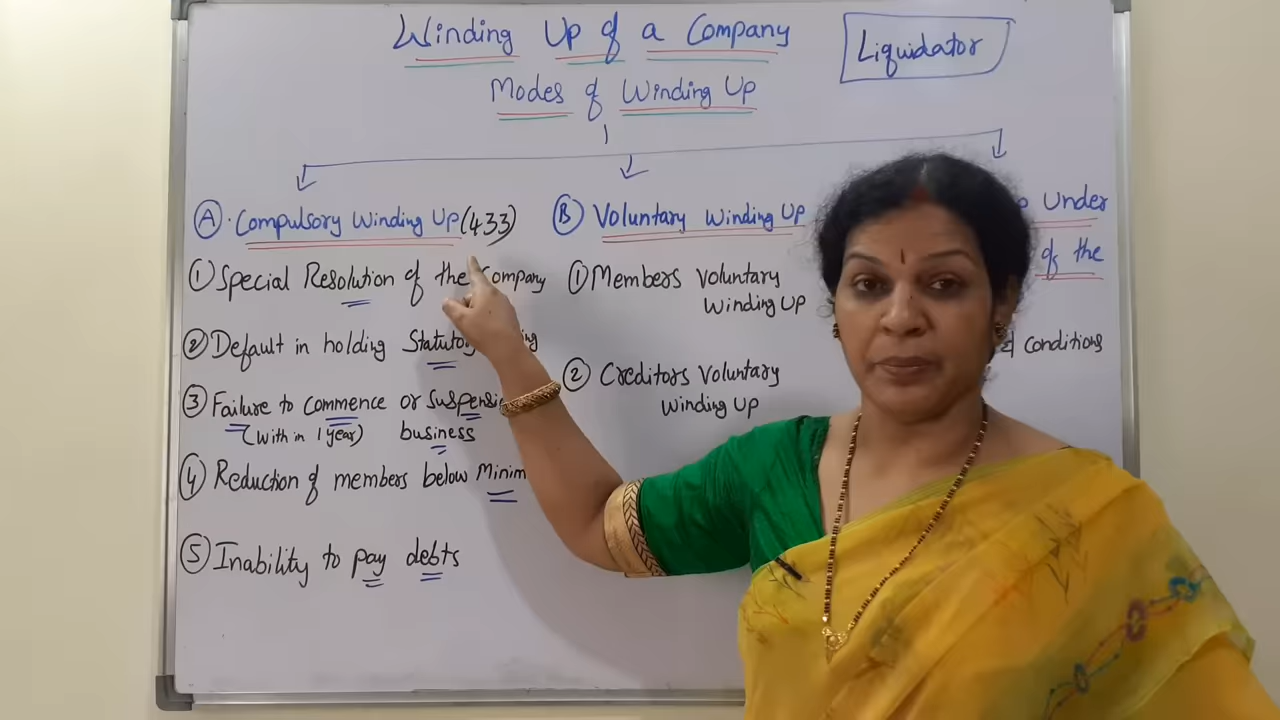 Winding Up of a Company
Liquidator
Modes of Winding Up
A. Compulsory Winding Up (433)
1 Special Resolution of the Company
2 Default in holding
3 Failure to commence or
(With in 1 year) business
4 Reduction of members below
5 Inability to pay debts
B Voluntary Winding Up
1 Members Voluntary
Winding Up
2 Creditors Voluntary
Winding Up
Under
of the
conditions